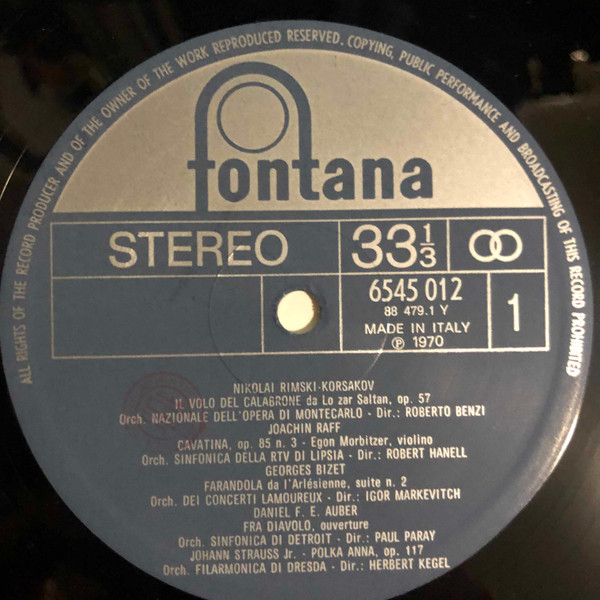 ALL RIGHTS OF THE RECORD PRODUCER AND OF THE OWNER OF THE WORK REPRODUCED RESERVED. COPYING, PUBLIC PERFORMANCE AND BROADCASTING OF THIS RECORD PROHIBITED
fontana
STEREO
33 1/3
6545 012
88 479.1 Y
MADE IN ITALY
℗ 1970
1
NIKOLAI RIMSKI-KORSAKOV
IL VOLO DEL CALABRONE da Lo zar Saltan, op. 57
Orch. NAZIONALE DELL'OPERA DI MONTECARLO - Dir.: ROBERTO BENZI
JOACHIN RAFF
CAVATINA, op. 85 n. 3 - Egon Morbitzer, violino
Orch. SINFONICA DELLA RTV DI LIPSIA - Dir.: ROBERT HANELL
GEORGES BIZET
FARANDOLA da l'Arlésienne, suite n. 2
Orch. DEI CONCERTI LAMOUREUX - Dir.: IGOR MARKEVITCH
DANIEL F. E. AUBER
FRA DIAVOLO, ouverture
Orch. SINFONICA DI DETROIT - Dir.: PAUL PARAY
JOHANN STRAUSS Jr. - POLKA ANNA, op. 117
Orch. FILARMONICA DI DRESDA - Dir.: HERBERT KEGEL